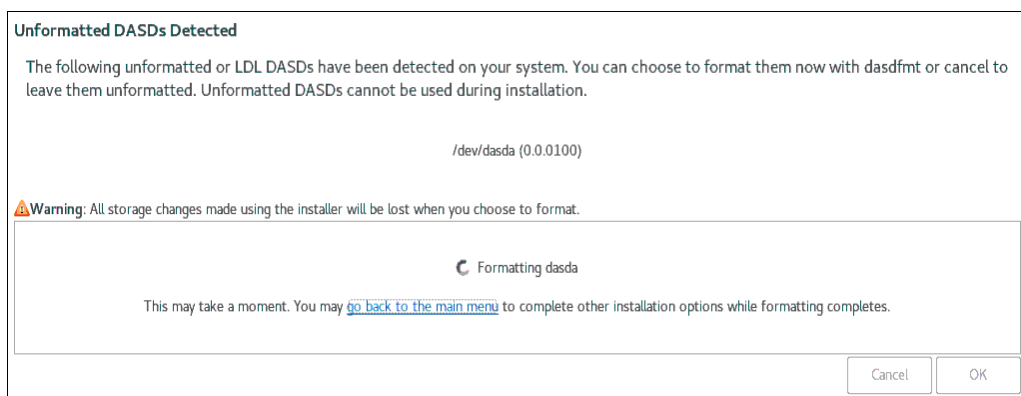 Unformatted DASDs Detected
The following unformatted or LDL DASDs have been detected on your system. You can choose to format them now with dasdfmt or cancel to
leave them unformatted. Unformatted DASDs cannot be used during installation.
/dev/dasda (0.0.0100)
Warning: All storage changes made using the installer will be lost when you choose to format.
Formatting dasda
This may take a moment. You may go back to the main menu to complete other installation options while formatting completes.
Cancel OK